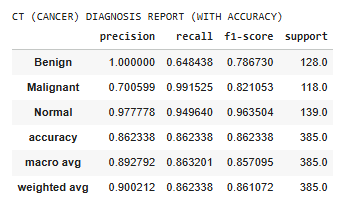 CT (CANCER) DIAGNOSIS REPORT (WITH ACCURACY)
precision recall f1-score support
Benign 1.000000 0.648438 0.786730 128.0
Malignant 0.700599 0.991525 0.821053 118.0
Normal 0.977778 0.949640 0.963504 139.0
accuracy 0.862338 0.862338 0.862338 385.0
macro avg 0.892792 0.863201 0.857095 385.0
weighted avg 0.900212 0.862338 0.861072 385.0